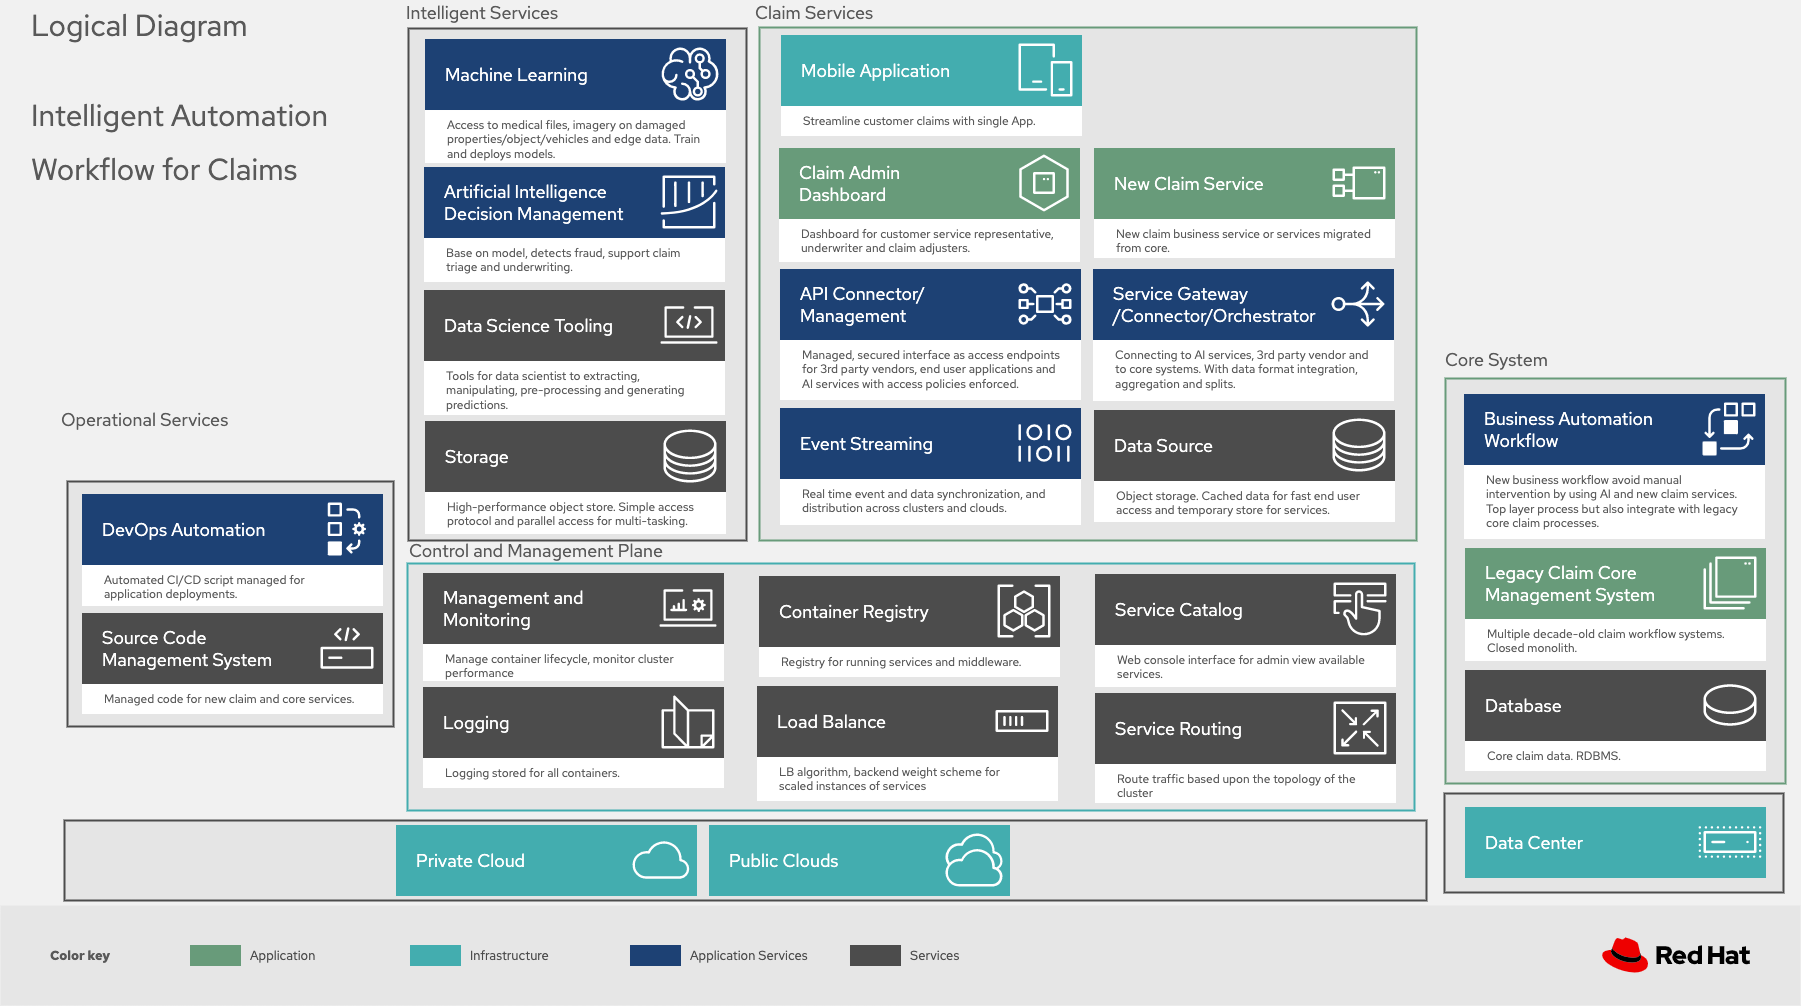 Logical Diagram
Intelligent Automation
Workflow for Claims
Intelligent Services
Machine Learning
Access to medical files, imagery on damaged
properties/object/vehicles and edge data. Train
and deploys models.
Artificial Intelligence
Decision Management
Base on model, detects fraud, support claim
triage and underwriting.
Data Science Tooling
Tools for data scientist to extracting,
manipulating, pre-processing and generating
predictions.
Storage
High-performance object store. Simple access
protocol and parallel access for multi-tasking.
Claim Services
Mobile Application
Streamline customer claims with single App.
Claim Admin
Dashboard
Dashboard for customer service representative,
underwriter and claim adjusters.
New Claim Service
New claim business service or services migrated
from core.
API Connector/
Management
Managed, secured interface as access endpoints
for 3rd party vendors, end user applications and
AI services with access policies enforced.
Service Gateway
/Connector/Orchestrator
Connecting to AI services, 3rd party vendor and
to core systems. With data format integration,
aggregation and splits.
Event Streaming
Real time event and data synchronization, and
distribution across clusters and clouds.
Data Source
Object storage. Cached data for fast end user
access and temporary store for services.
Core System
Business Automation
Workflow
New business workflow avoid manual
intervention by using AI and new claim services.
Top layer process but also integrate with legacy
core claim processes.
Legacy Claim Core
Management System
Multiple decade-old claim workflow systems.
Closed monolith.
Database
Core claim data. RDBMS.
Data Center
Operational Services
DevOps Automation
Automated CI/CD script managed for
application deployments.
Source Code
Management System
Managed code for new claim and core services.
Control and Management Plane
Management and
Monitoring
Manage container lifecycle, monitor cluster
performance
Container Registry
Registry for running services and middleware.
Service Catalog
Web console interface for admin view available
services.
Logging
Logging stored for all containers.
Load Balance
LB algorithm, backend weight scheme for
scaled instances of services
Service Routing
Route traffic based upon the topology of the
cluster
Private Cloud
Public Clouds
Color key
Application
Infrastructure
Application Services
Services
Red Hat